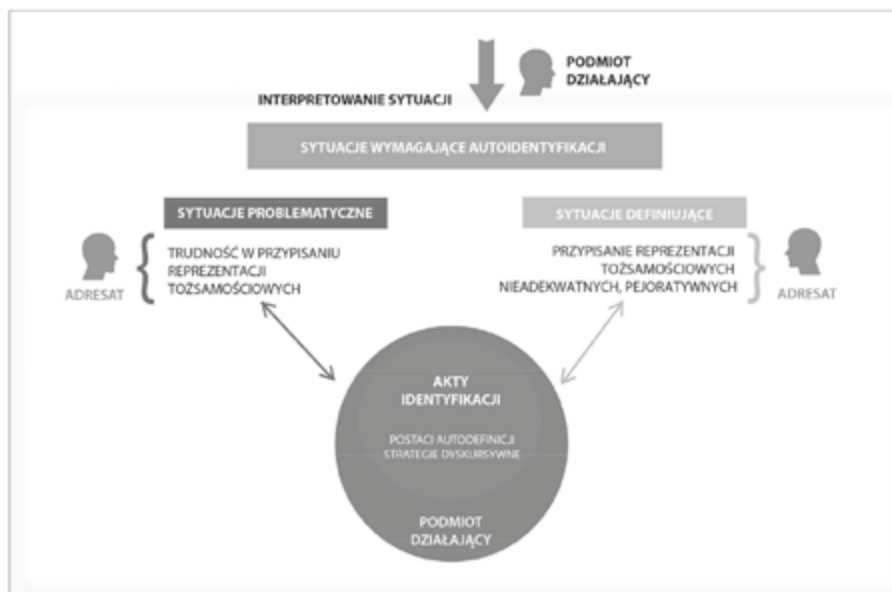 PODMIOT
DZIAŁAJĄCY
INTERPRETOWANIE SYTUACJI
SYTUACJE WYMAGAJĄCE AUTOIDENTYFIKACJI
SYTUACJE PROBLEMATYCZNE
TRUDNOŚĆ W PRZYPISANIU
REPREZENTACJI
TOŻSAMOŚCIOWYCH
ADRESAT
SYTUACJE DEFINIUJĄCE
PRZYPISANIE REPREZENTACJI
TOŻSAMOŚCIOWYCH
NIEADEKWATNYCH, PEJORATYWNYCH
ADRESAT
AKTY
IDENTYFIKACJI
POSTACI AUTODEFINICJI
STRATEGIE DYSKURSYWNE
PODMIOT
DZIAŁAJĄCY